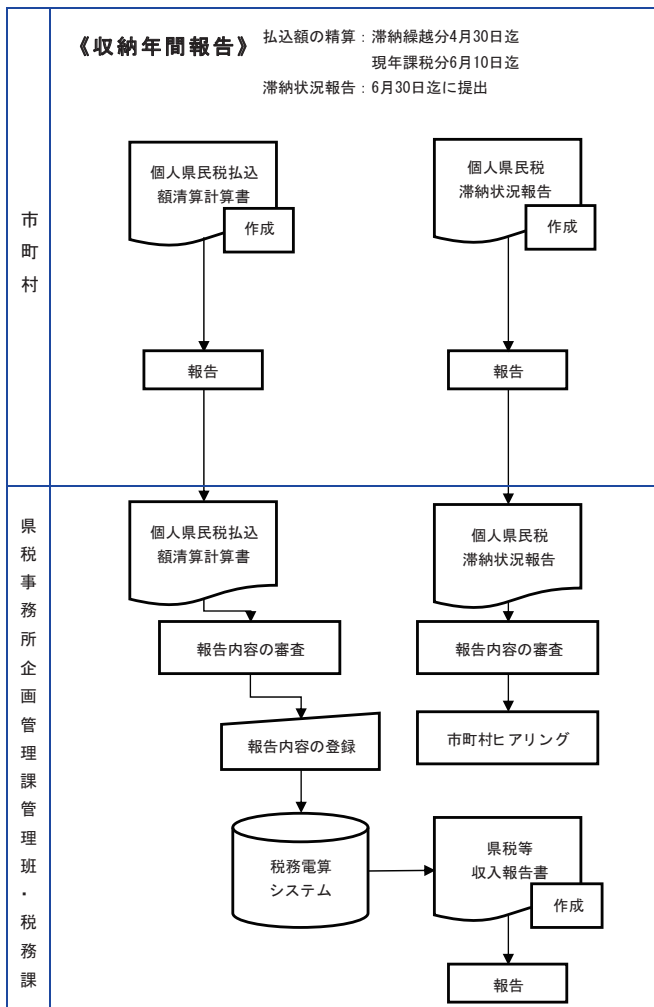 《収納年間報告》
払込額の精算：滞納繰越分4月30日迄
現年課税分6月10日迄
滞納状況報告：6月30日迄に提出
市町村
個人県民税払込
額清算計算書
作成
個人県民税
滞納状況報告
作成
報告
報告
県税事務所企画管理課管理班・税務課
個人県民税払込
額清算計算書
個人県民税
滞納状況報告
報告内容の審査
報告内容の審査
報告内容の登録
市町村ヒアリング
税務電算
システム
県税等
収入報告書
作成
報告